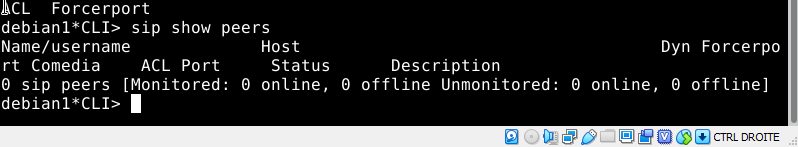 ACL  Forcerport
debian1*CLI> sip show peers
Name/username             Host                                    Dyn Forcerpo
rt Comedia    ACL Port     Status      Description
0 sip peers [Monitored: 0 online, 0 offline Unmonitored: 0 online, 0 offline]
debian1*CLI>
CTRL DROITE